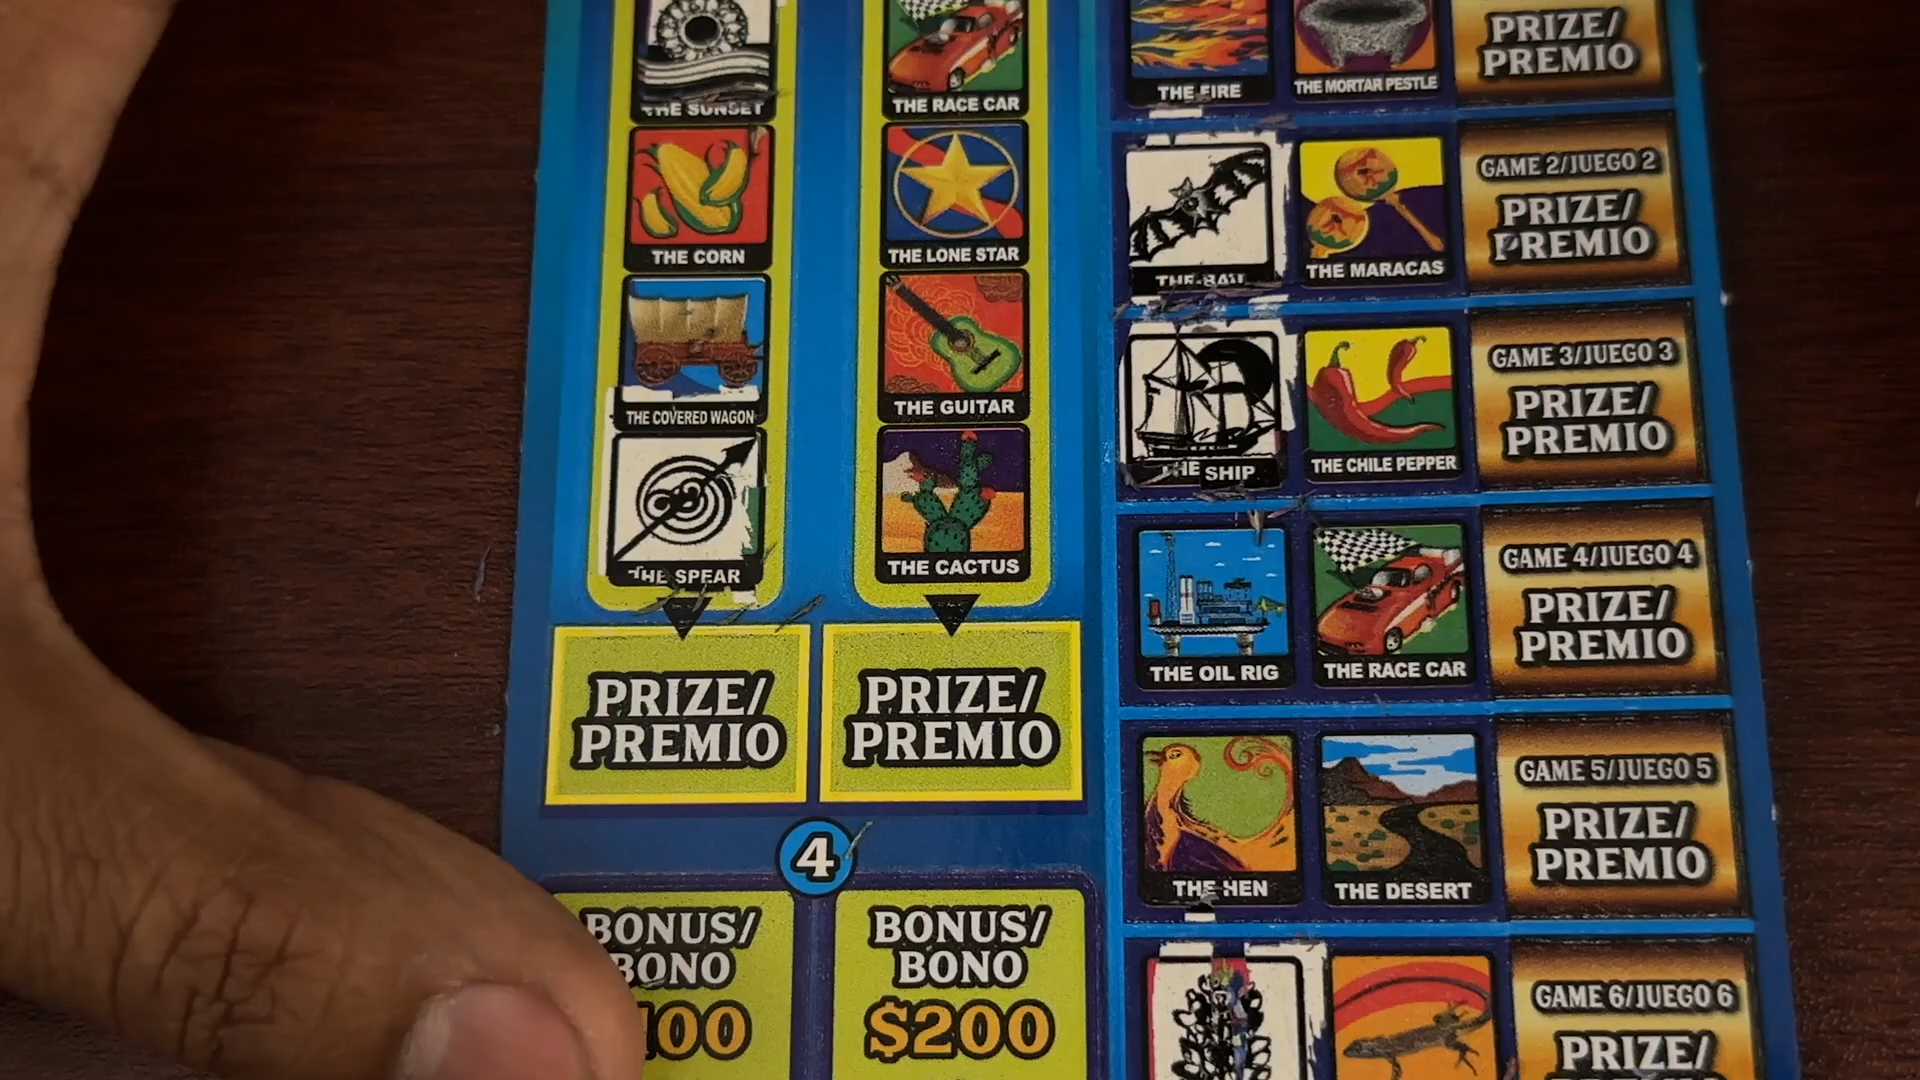 THE SUNSET
THE CORN
THE COVERED WAGON
THE SPEAR
PRIZE/
PREMIO
THE RACE CAR
THE LONE STAR
THE GUITAR
THE CACTUS
PRIZE/
PREMIO
4
BONUS/
BONO
BONUS/
BONO
$200
THE FIRE
THE MORTAR PESTLE
PRIZE/
PREMIO
THE BAT
THE MARACAS
GAME 2/JUEGO 2
PRIZE/
PREMIO
THE SHIP
THE CHILE PEPPER
GAME 3/JUEGO 3
PRIZE/
PREMIO
THE OIL RIG
THE RACE CAR
GAME 4/JUEGO 4
PRIZE/
PREMIO
THE HEN
THE DESERT
GAME 5/JUEGO 5
PRIZE/
PREMIO
GAME 6/JUEGO 6
PRIZE/